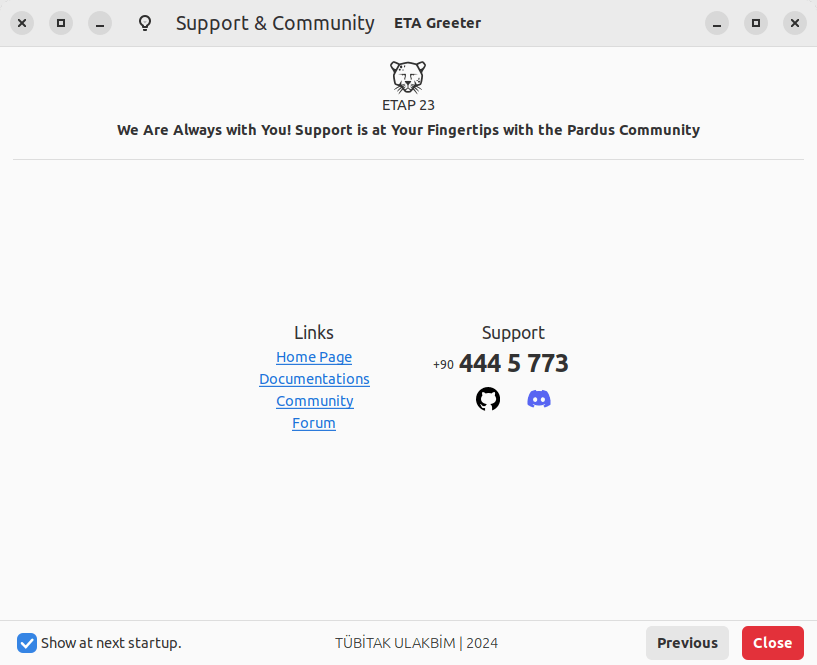 Support & Community ETA Greeter
ETAP 23
We Are Always with You! Support is at Your Fingertips with the Pardus Community
Links
Home Page
Documentations
Community
Forum
Support
+90 444 5 773
Show at next startup.
TÜBİTAK ULAKBİM | 2024
Previous
Close